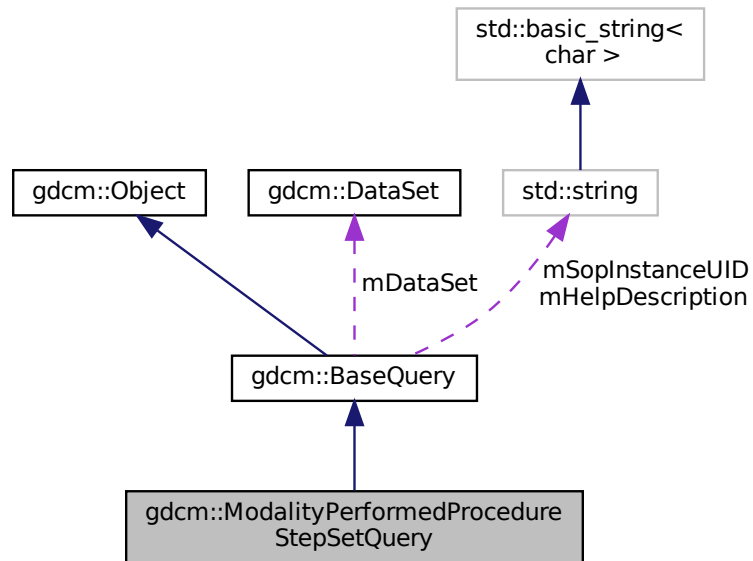 std::basic_string<
char >
gdcm::Object
gdcm::DataSet
std::string
mDataSet
mSopInstanceUID
mHelpDescription
gdcm::BaseQuery
gdcm::ModalityPerformedProcedure
StepSetQuery